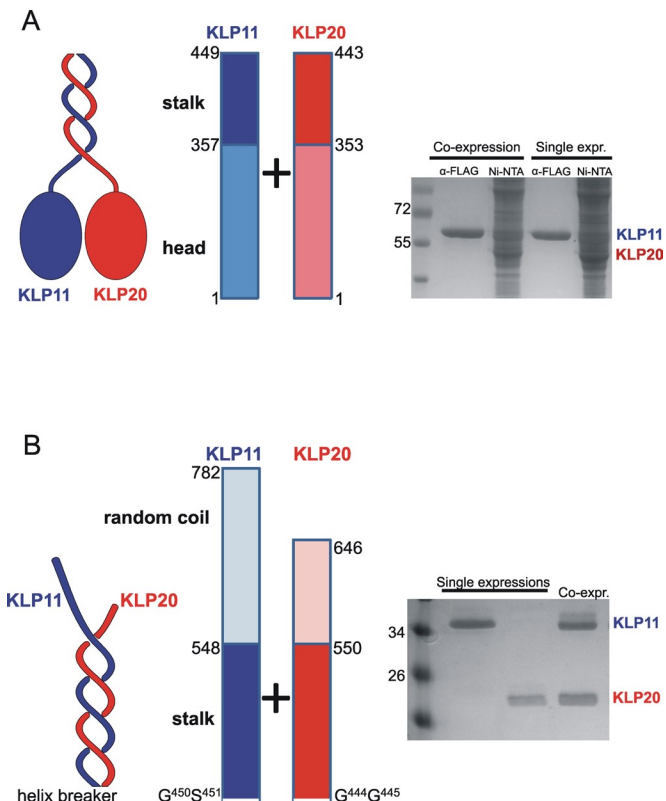 A
KLP11 KLP20
449 443
stalk
357 353
head
1 1
KLP11 KLP20
Co-expression Single expr.
α-FLAG Ni-NTA α-FLAG Ni-NTA
72
55
KLP11
KLP20
B
KLP11 KLP20
782
random coil
646
548 550
stalk
G⁴⁵⁰S⁴⁵¹ G⁴⁴⁴G⁴⁴⁵
KLP11 KLP20
helix breaker
Single expressions Co-expr.
34
26
KLP11
KLP20